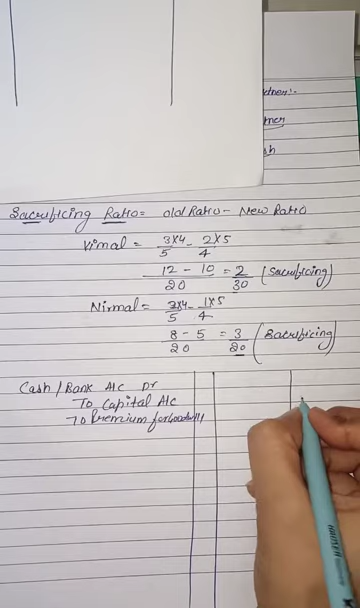 Sacrificing Ratio = old Ratio - New Ratio
Vimal = 3×4/5 - 2×5/4
12 - 10/20 = 2/30 (Sacrificing)
Nirmal = 2×4/5 - 1×5/4
8 - 5/20 = 3/20 (Sacrificing)
Cash / Bank A/c Dr
To Capital A/c
To Premium for Goodwill